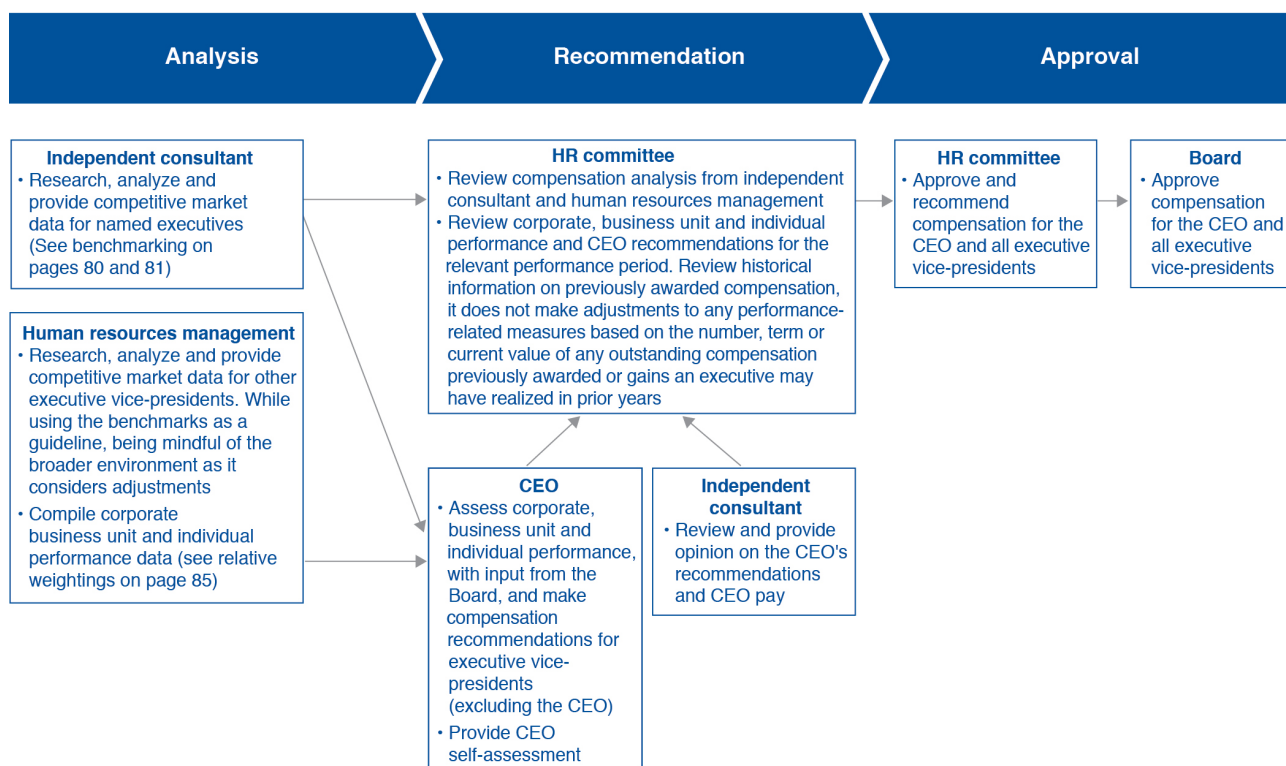 Analysis
Recommendation
Approval
Independent consultant
• Research, analyze and
provide competitive market
data for named executives
(See benchmarking on
pages 80 and 81)
Human resources management
• Research, analyze and provide
competitive market data for other
executive vice-presidents. While
using the benchmarks as a
guideline, being mindful of the
broader environment as it
considers adjustments
• Compile corporate
business unit and individual
performance data (see relative
weightings on page 85)
HR committee
• Review compensation analysis from independent
consultant and human resources management
• Review corporate, business unit and individual
performance and CEO recommendations for the
relevant performance period. Review historical
information on previously awarded compensation,
it does not make adjustments to any performance-
related measures based on the number, term or
current value of any outstanding compensation
previously awarded or gains an executive may
have realized in prior years
CEO
• Assess corporate,
business unit and
individual performance,
with input from the
Board, and make
compensation
recommendations for
executive vice-
presidents
(excluding the CEO)
• Provide CEO
self-assessment
Independent
consultant
• Review and provide
opinion on the CEO's
recommendations
and CEO pay
HR committee
• Approve and
recommend
compensation for the
CEO and all executive
vice-presidents
Board
• Approve
compensation
for the CEO and
all executive
vice-presidents